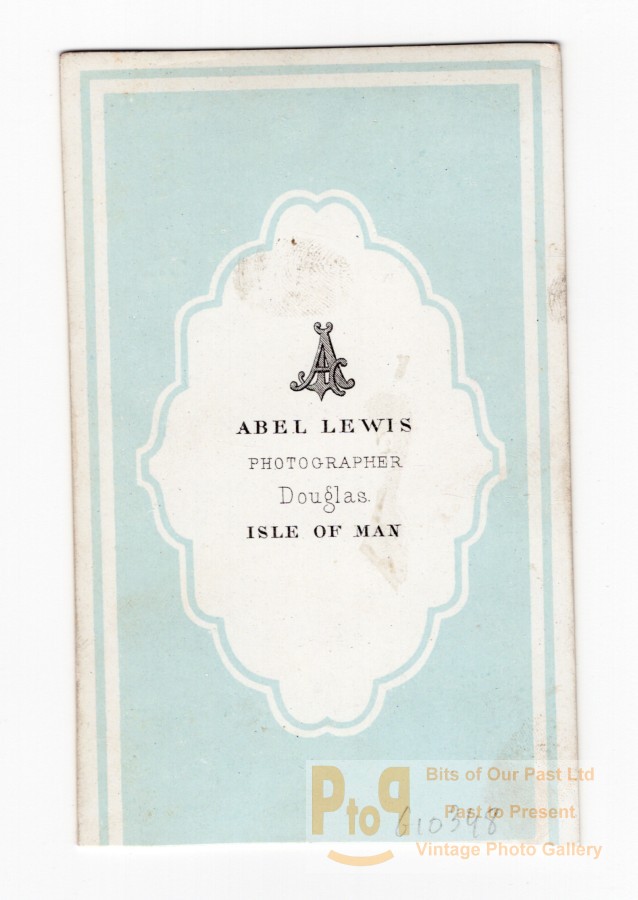 ABEL LEWIS
PHOTOGRAPHER
Douglas.
ISLE OF MAN
PtoP
Bits of Our Past Ltd
Past to Present
610348
Vintage Photo Gallery